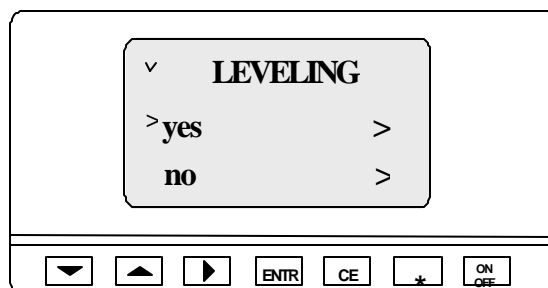 ˅ LEVELING
> yes >
no >
ENTR CE * ON OFF